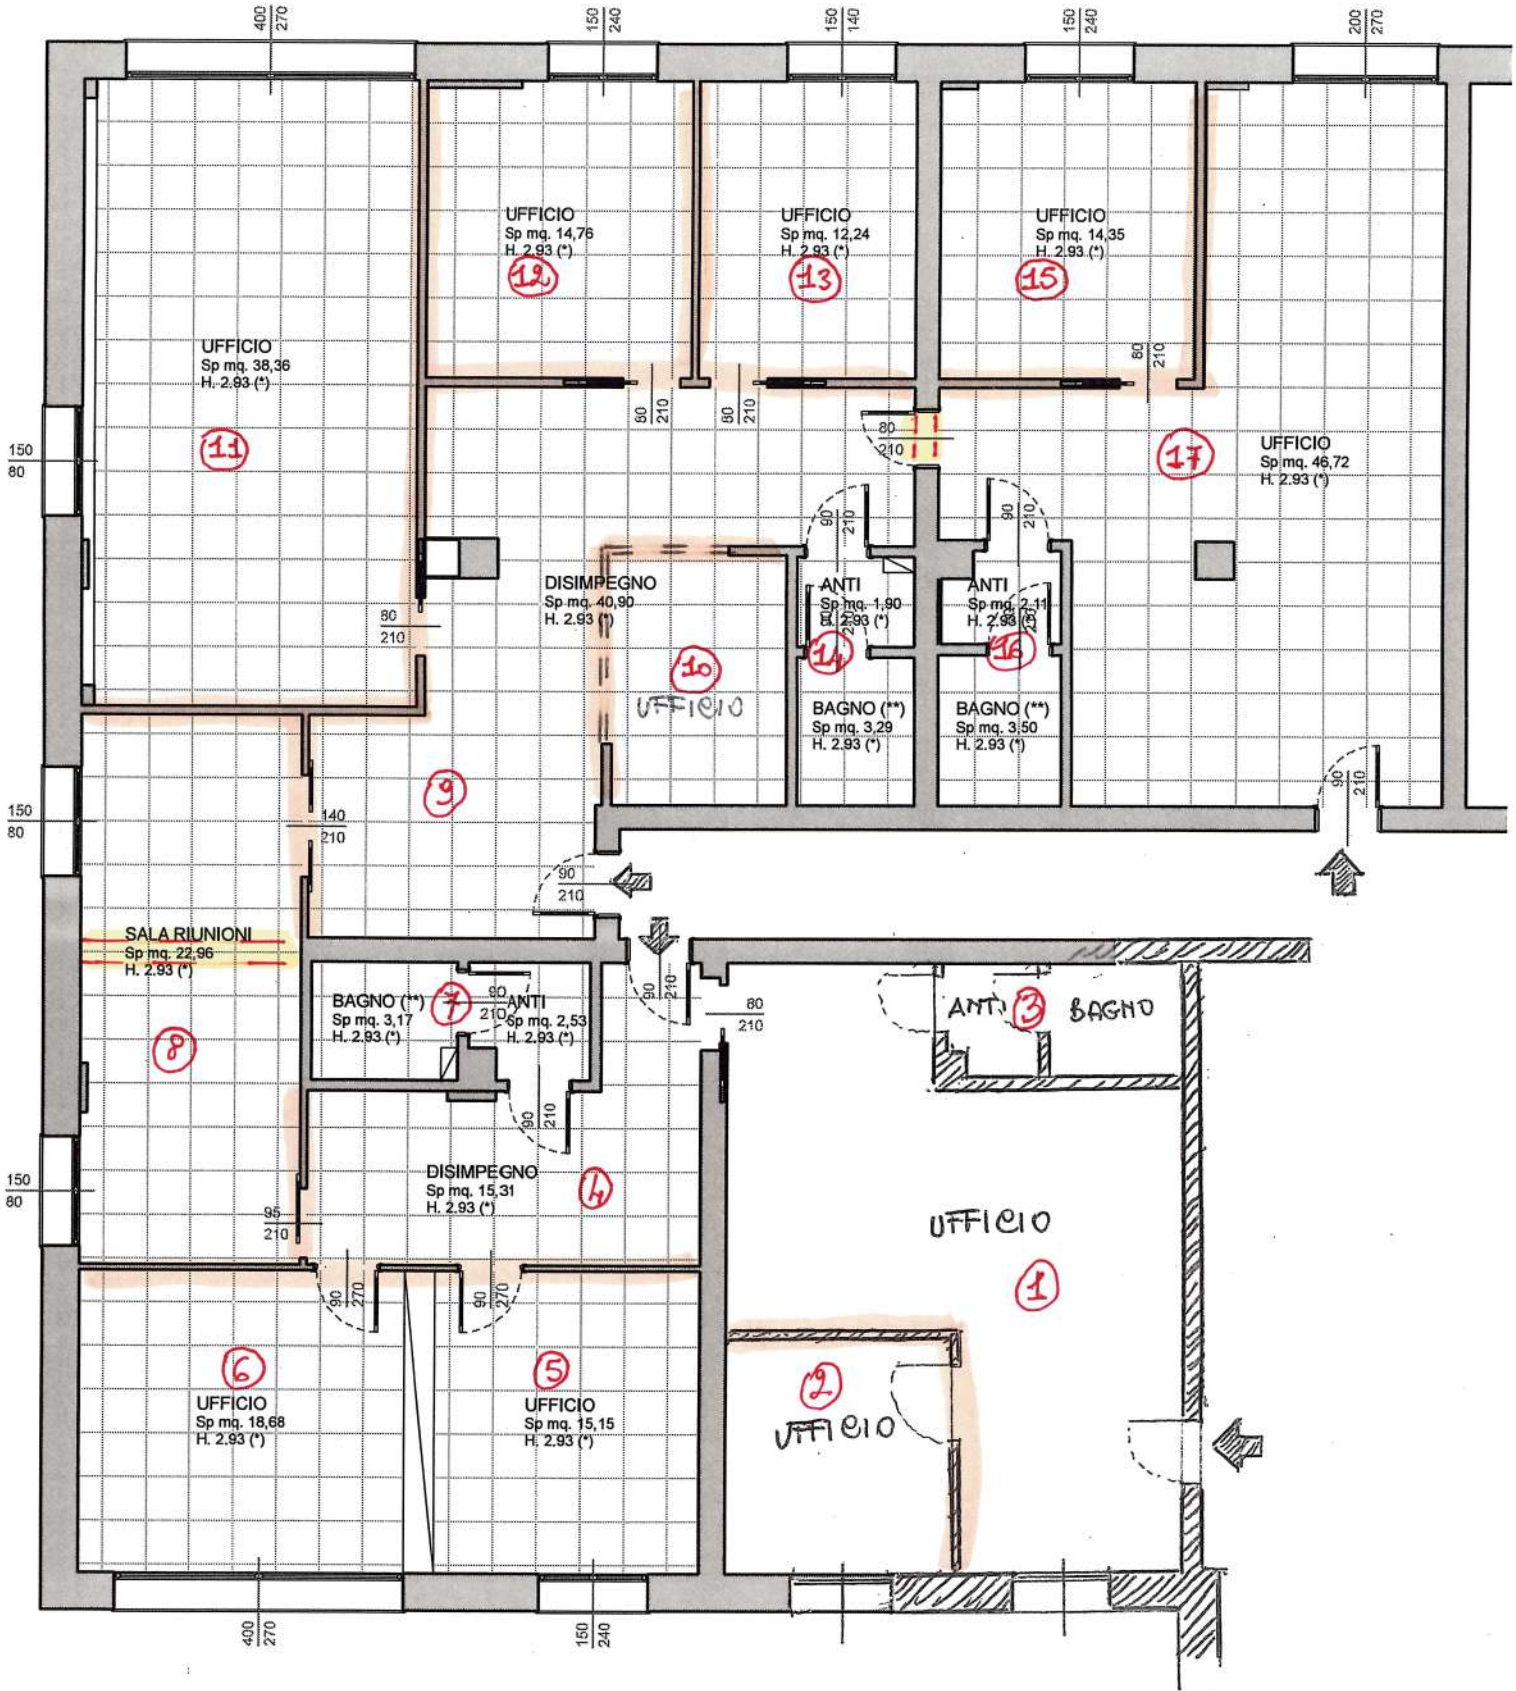 400
270
150
240
150
140
150
240
200
270
UFFICIO
Sp mq. 14,76
H. 2.93 (*)
12
UFFICIO
Sp mq. 12,24
H. 2.93 (*)
13
UFFICIO
Sp mq. 14,35
H. 2.93 (*)
15
UFFICIO
Sp mq. 38,36
H. 2.93 (*)
11
80
210
80
210
80
210
80
210
150
80
17
UFFICIO
Sp mq. 46,72
H. 2.93 (*)
90
210
90
210
DISIMPEGNO
Sp mq. 40,90
H. 2.93 (*)
ANTI
Sp mq. 1,90
H. 2.93 (*)
14
ANTI
Sp mq. 2,11
H. 2.93 (*)
16
80
210
10
UFFICIO
BAGNO (**)
Sp mq. 3,29
H. 2.93 (*)
BAGNO (**)
Sp mq. 3,50
H. 2.93 (*)
9
150
80
140
210
90
210
90
210
SALA RIUNIONI
Sp mq. 22,96
H. 2.93 (*)
8
BAGNO (**)
Sp mq. 3,17
H. 2.93 (*)
7
90
210
ANTI
Sp mq. 2,53
H. 2.93 (*)
90
210
80
210
ANTI
3
BAGNO
90
210
DISIMPEGNO
Sp mq. 15,31
H. 2.93 (*)
4
150
80
95
210
UFFICIO
1
90
270
90
270
6
UFFICIO
Sp mq. 18,68
H. 2.93 (*)
5
UFFICIO
Sp mq. 15,15
H. 2.93 (*)
2
UFFICIO
400
270
150
240